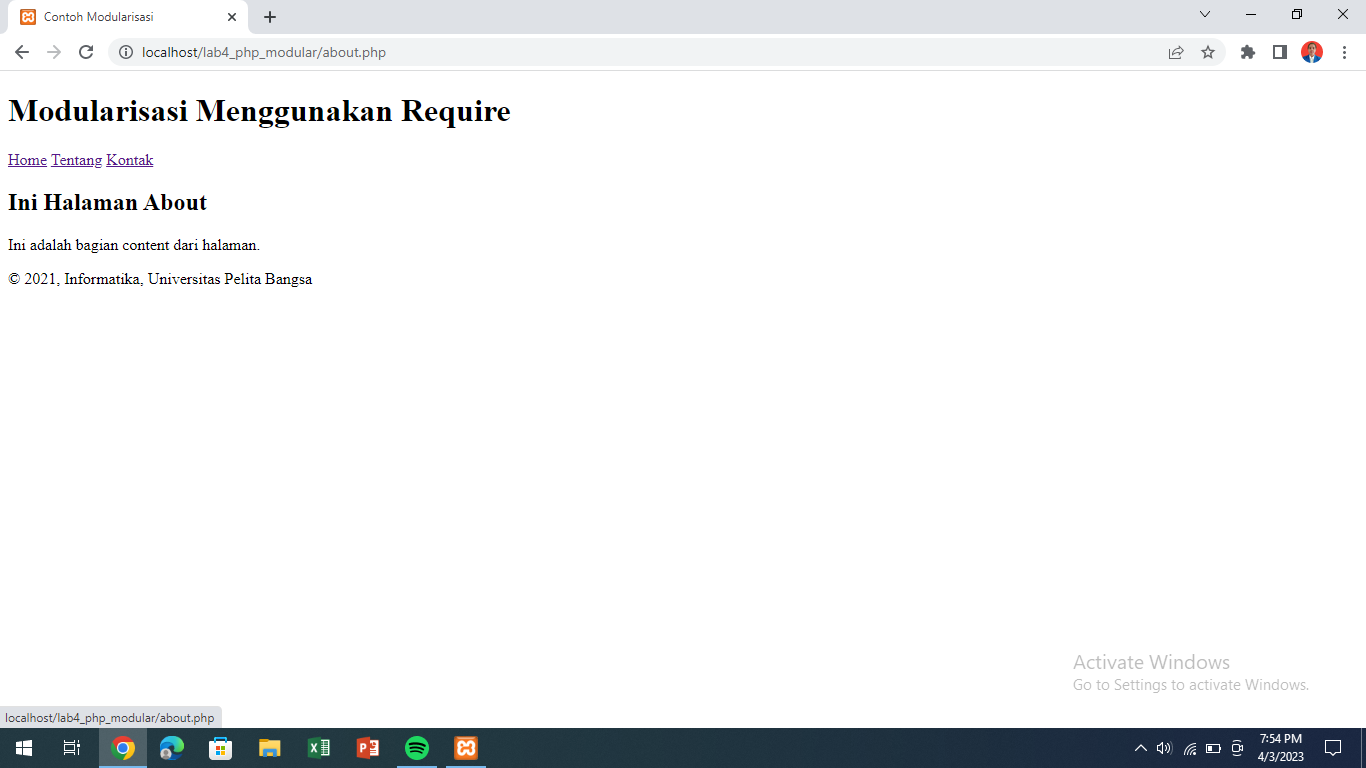 Contoh Modularisasi
localhost/lab4_php_modular/about.php
Modularisasi Menggunakan Require
Home Tentang Kontak
Ini Halaman About
Ini adalah bagian content dari halaman.
© 2021, Informatika, Universitas Pelita Bangsa
Activate Windows
Go to Settings to activate Windows.
localhost/lab4_php_modular/about.php
7:54 PM
4/3/2023